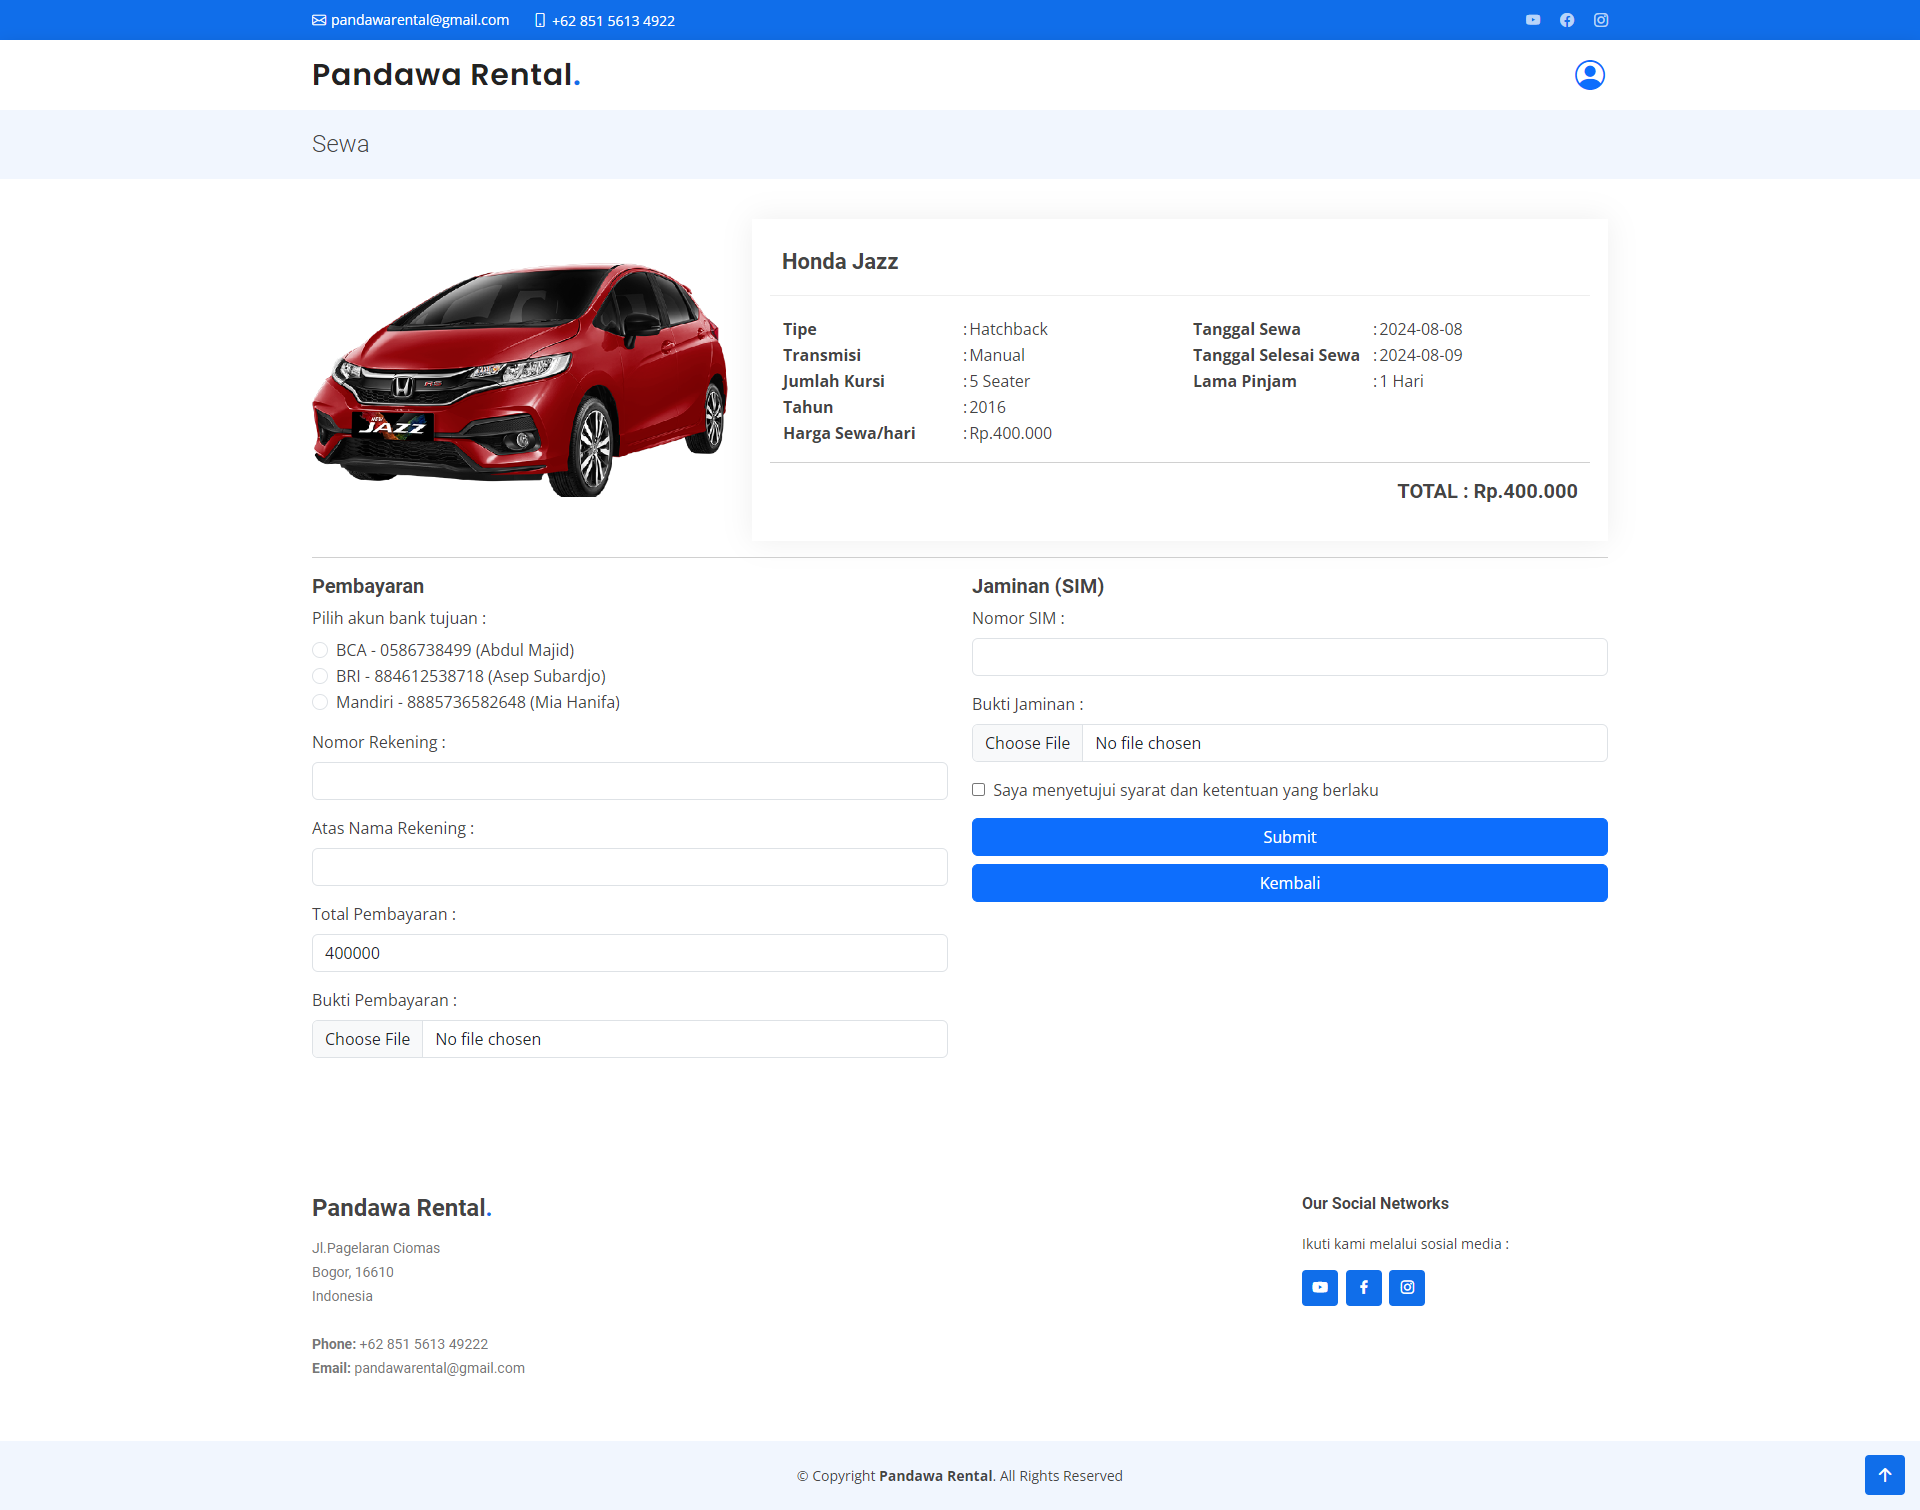 pandawarental@gmail.com
+62 851 5613 4922
Pandawa Rental.
Sewa
Honda Jazz
Tipe : Hatchback
Transmisi : Manual
Jumlah Kursi : 5 Seater
Tahun : 2016
Harga Sewa/hari : Rp.400.000
Tanggal Sewa : 2024-08-08
Tanggal Selesai Sewa : 2024-08-09
Lama Pinjam : 1 Hari
TOTAL : Rp.400.000
NEW
JAZZ
RS
Pembayaran
Pilih akun bank tujuan :
BCA - 0586738499 (Abdul Majid)
BRI - 884612538718 (Asep Subardjo)
Mandiri - 8885736582648 (Mia Hanifa)
Nomor Rekening :
Atas Nama Rekening :
Total Pembayaran :
400000
Bukti Pembayaran :
Choose File No file chosen
Jaminan (SIM)
Nomor SIM :
Bukti Jaminan :
Choose File No file chosen
Saya menyetujui syarat dan ketentuan yang berlaku
Submit
Kembali
Pandawa Rental.
Jl.Pagelaran Ciomas
Bogor, 16610
Indonesia
Phone: +62 851 5613 49222
Email: pandawarental@gmail.com
Our Social Networks
Ikuti kami melalui sosial media :
© Copyright Pandawa Rental. All Rights Reserved